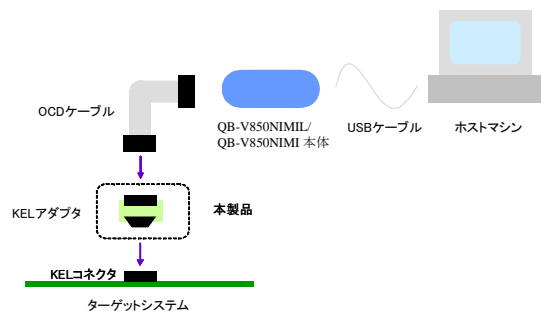 OCDケーブル
QB-V850NIMIL/
QB-V850NIMI 本体
USBケーブル
ホストマシン
KELアダプタ
本製品
KELコネクタ
ターゲットシステム